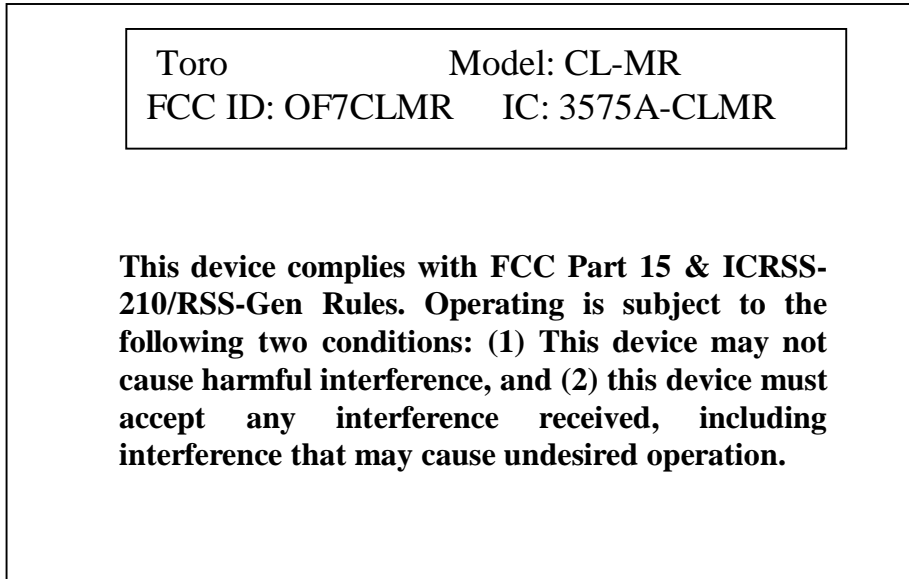 Toro Model: CL-MR
FCC ID: OF7CLMR IC: 3575A-CLMR
This device complies with FCC Part 15 & ICRSS-
210/RSS-Gen Rules. Operating is subject to the
following two conditions: (1) This device may not
cause harmful interference, and (2) this device must
accept any interference received, including
interference that may cause undesired operation.